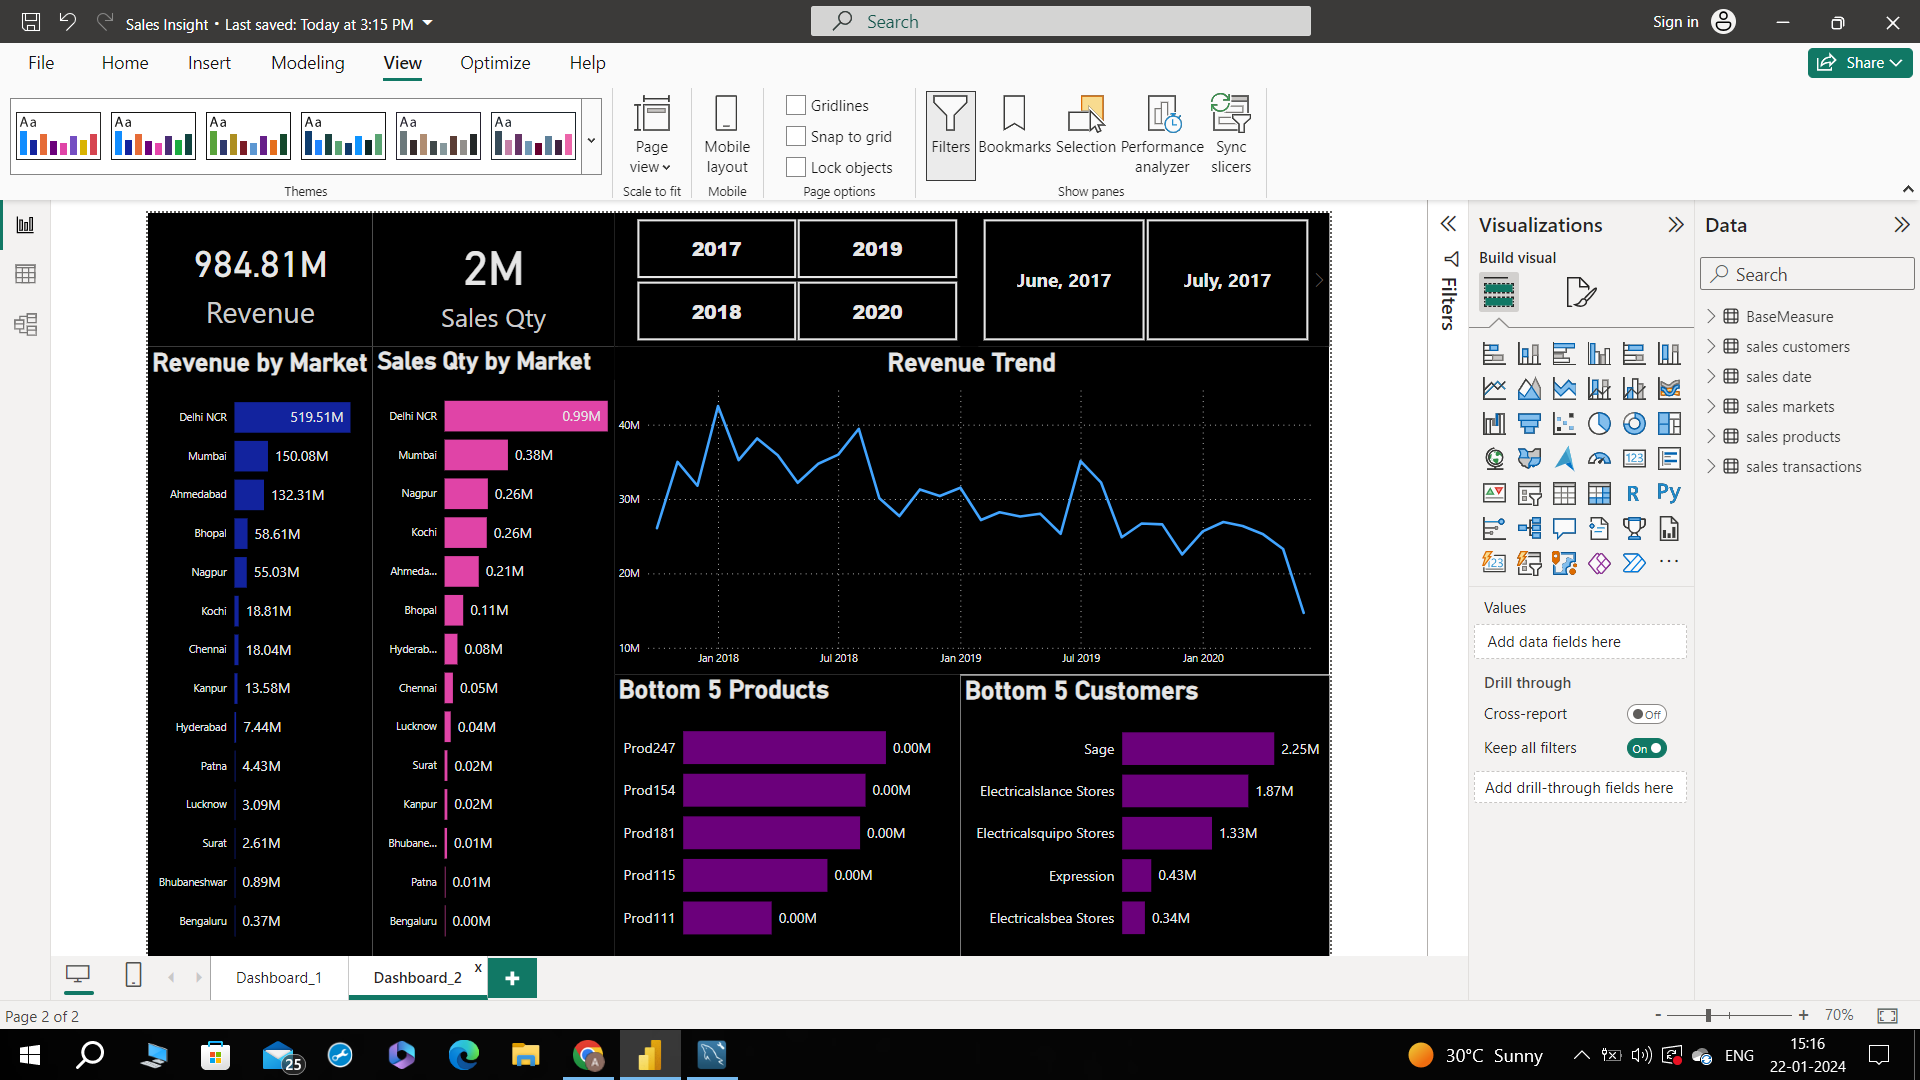 Sales Insight • Last saved: Today at 3:15 PM
Search
Sign in
File Home Insert Modeling View Optimize Help
Share
Aa Aa Aa Aa Aa Aa
Themes
Page view
Scale to fit
Mobile layout
Mobile
Gridlines
Snap to grid
Lock objects
Page options
Filters
Bookmarks
Selection
Performance analyzer
Sync slicers
Show panes
984.81M
Revenue
2M
Sales Qty
2017 2019
2018 2020
June, 2017 July, 2017
Revenue by Market
Delhi NCR 519.51M
Mumbai 150.08M
Ahmedabad 132.31M
Bhopal 58.61M
Nagpur 55.03M
Kochi 18.81M
Chennai 18.04M
Kanpur 13.58M
Hyderabad 7.44M
Patna 4.43M
Lucknow 3.09M
Surat 2.61M
Bhubaneshwar 0.89M
Bengaluru 0.37M
Sales Qty by Market
Delhi NCR 0.99M
Mumbai 0.38M
Nagpur 0.26M
Kochi 0.26M
Ahmeda... 0.21M
Bhopal 0.11M
Hyderab... 0.08M
Chennai 0.05M
Lucknow 0.04M
Surat 0.02M
Kanpur 0.02M
Bhubane... 0.01M
Patna 0.01M
Bengaluru 0.00M
Revenue Trend
40M
30M
20M
10M
Jan 2018 Jul 2018 Jan 2019 Jul 2019 Jan 2020
Bottom 5 Products
Prod247 0.00M
Prod154 0.00M
Prod181 0.00M
Prod115 0.00M
Prod111 0.00M
Bottom 5 Customers
Sage 2.25M
Electricalslance Stores 1.87M
Electricalsquipo Stores 1.33M
Expression 0.43M
Electricalsbea Stores 0.34M
Filters
Visualizations
Build visual
123
R Py
123
...
Values
Add data fields here
Drill through
Cross-report Off
Keep all filters On
Add drill-through fields here
Data
Search
BaseMeasure
sales customers
sales date
sales markets
sales products
sales transactions
Dashboard_1 Dashboard_2 x +
Page 2 of 2
- + 70%
25
A
30°C Sunny
ENG
15:16
22-01-2024